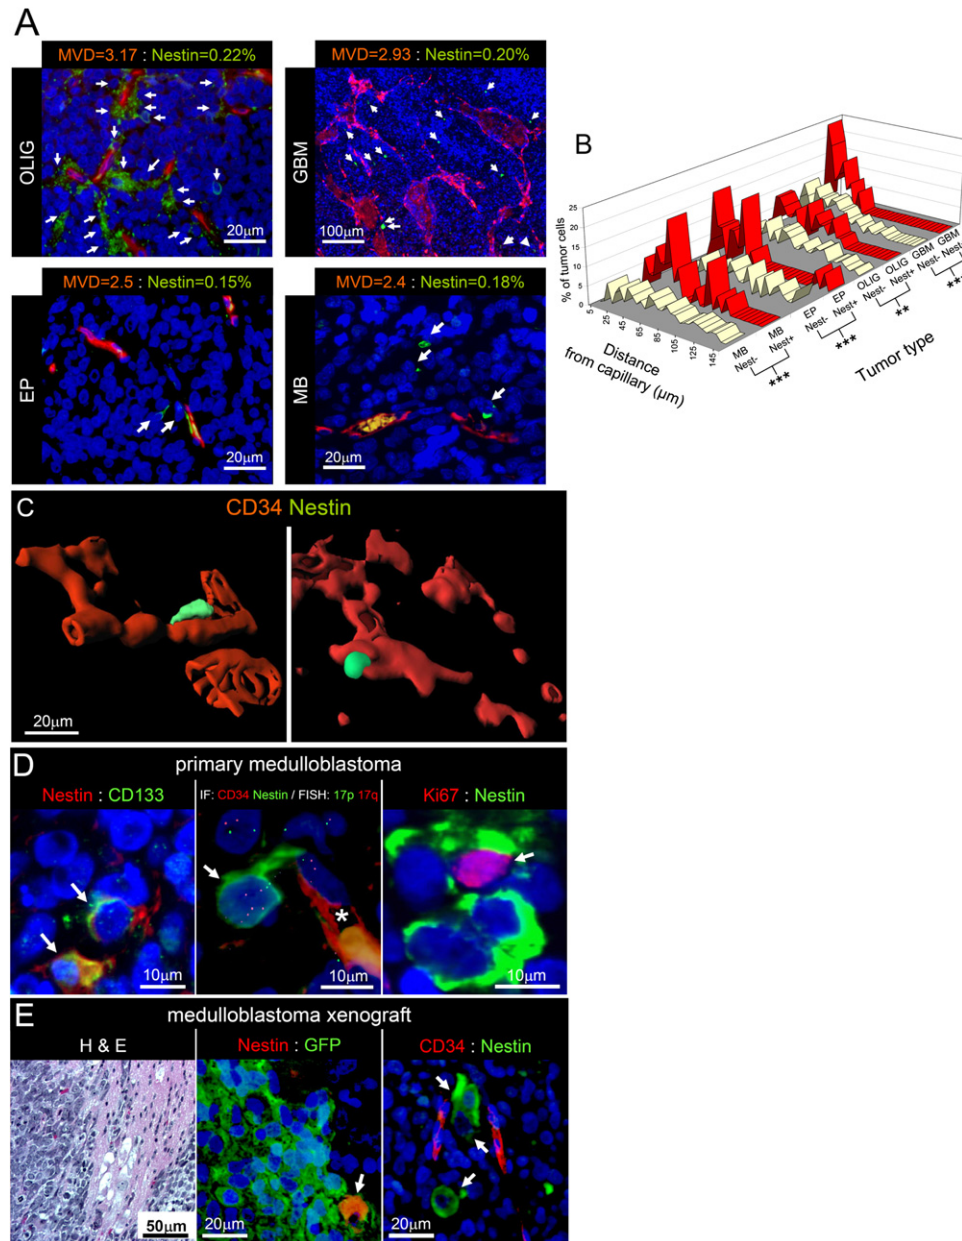 A
MVD=3.17 : Nestin=0.22%
OLIG
20µm
MVD=2.93 : Nestin=0.20%
GBM
100µm
MVD=2.5 : Nestin=0.15%
EP
20µm
MVD=2.4 : Nestin=0.18%
MB
20µm
B
% of tumor cells
25
20
15
10
5
0
5
25
45
65
85
105
125
145
Distance
from capillary (µm)
MB
Nest-
MB
Nest+
EP
Nest-
EP
Nest+
OLIG
Nest-
OLIG
Nest+
GBM
Nest-
GBM
Nest+
***
***
**
Tumor type
C
CD34 Nestin
20µm
D
primary medulloblastoma
Nestin : CD133
10µm
IF: CD34 Nestin / FISH: 17p 17q
*
10µm
Ki67 : Nestin
10µm
E
medulloblastoma xenograft
H & E
50µm
Nestin : GFP
20µm
CD34 : Nestin
20µm